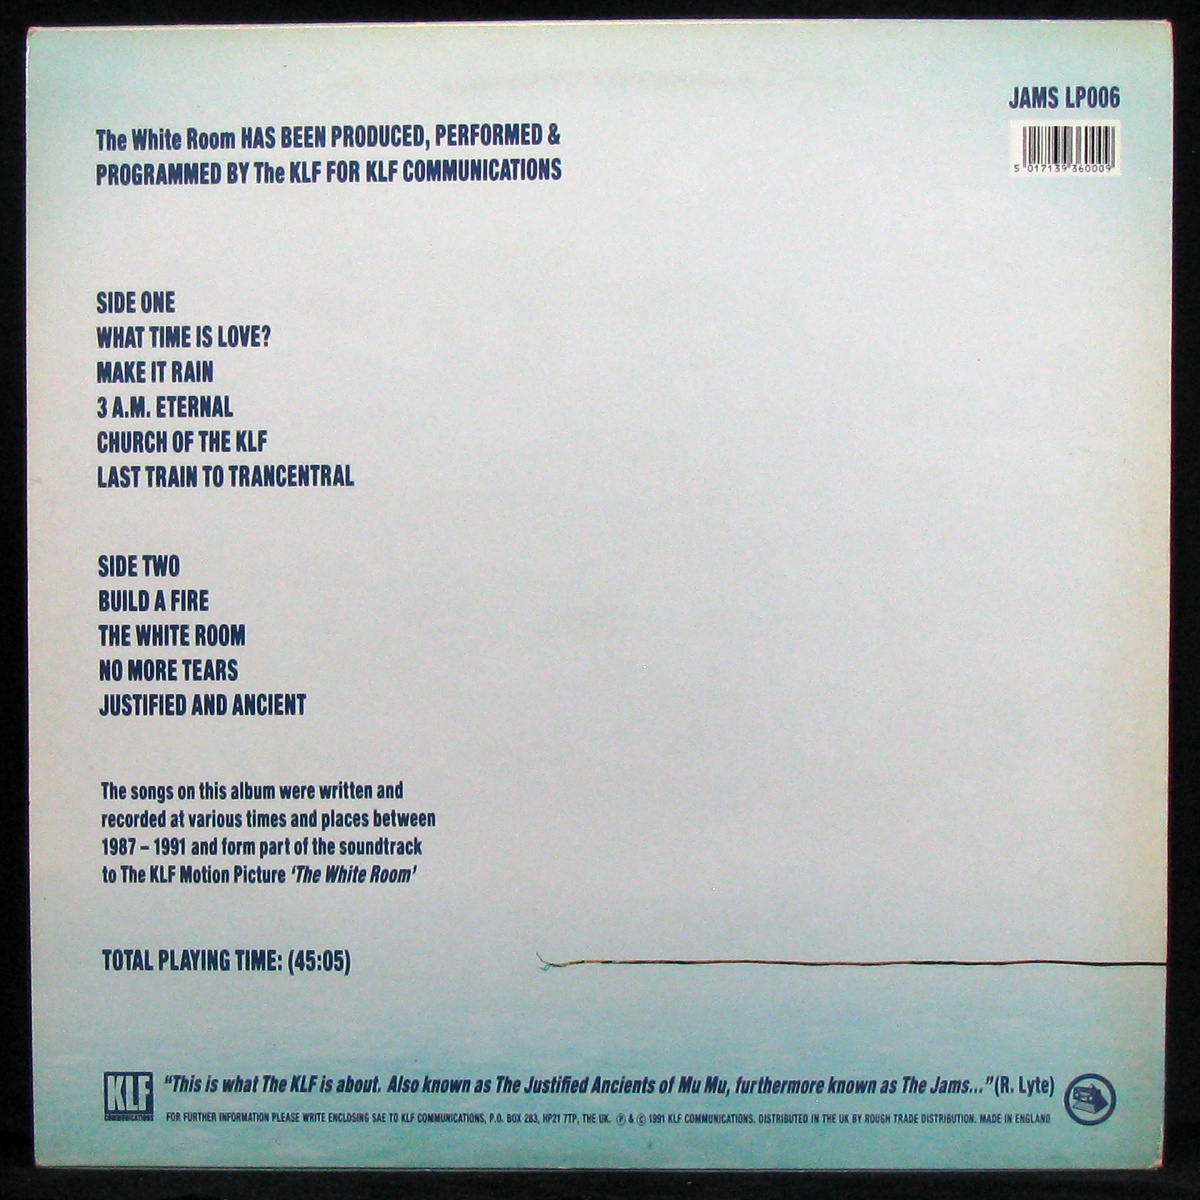 JAMS LP006
5 017139 360009
The White Room HAS BEEN PRODUCED, PERFORMED &
PROGRAMMED BY The KLF FOR KLF COMMUNICATIONS
SIDE ONE
WHAT TIME IS LOVE?
MAKE IT RAIN
3 A.M. ETERNAL
CHURCH OF THE KLF
LAST TRAIN TO TRANCENTRAL
SIDE TWO
BUILD A FIRE
THE WHITE ROOM
NO MORE TEARS
JUSTIFIED AND ANCIENT
The songs on this album were written and
recorded at various times and places between
1987 – 1991 and form part of the soundtrack
to The KLF Motion Picture ‘The White Room’
TOTAL PLAYING TIME: (45:05)
KLF
COMMUNICATIONS
“This is what The KLF is about. Also known as The Justified Ancients of Mu Mu, furthermore known as The Jams...” (R. Lyte)
FOR FURTHER INFORMATION PLEASE WRITE ENCLOSING SAE TO KLF COMMUNICATIONS, P.O. BOX 283, HP21 7TP, THE UK. Ⓟ & © 1991 KLF COMMUNICATIONS. DISTRIBUTED IN THE UK BY ROUGH TRADE DISTRIBUTION. MADE IN ENGLAND